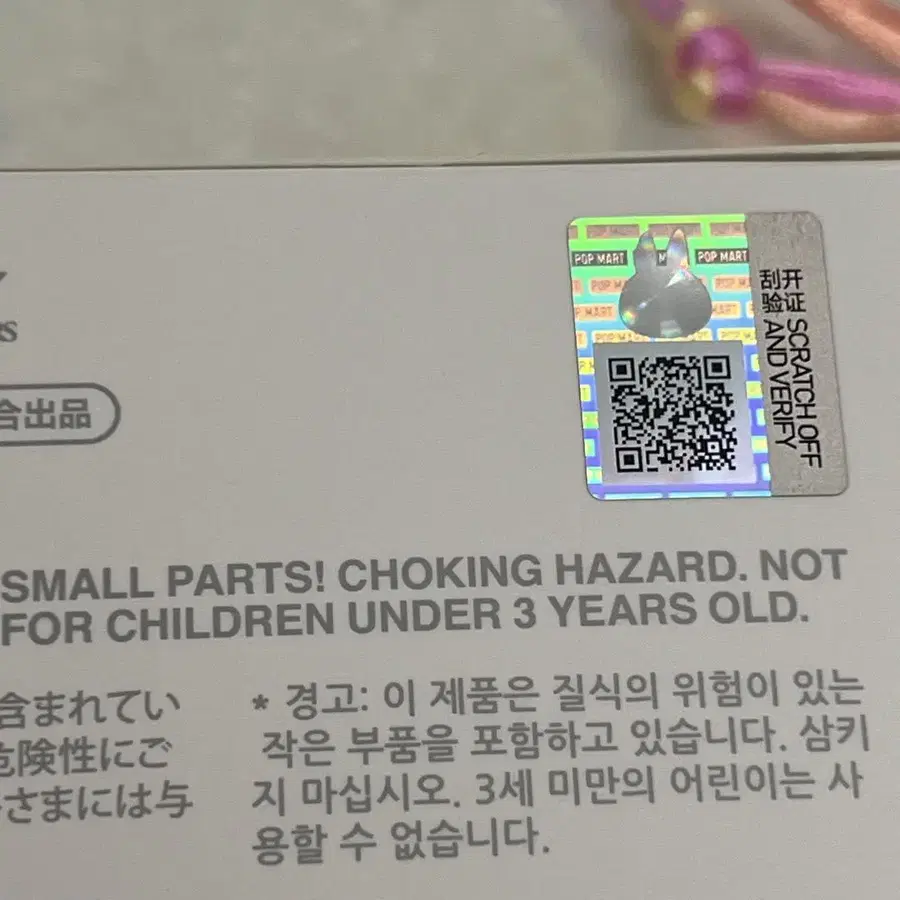 rs
合出品
POP MART
POP MART
开证 SCRATCH OFF
刮验 AND VERIFY
SMALL PARTS! CHOKING HAZARD. NOT
FOR CHILDREN UNDER 3 YEARS OLD.
含まれてい
危険性にご
さまには与
* 경고: 이 제품은 질식의 위험이 있는
작은 부품을 포함하고 있습니다. 삼키
지 마십시오. 3세 미만의 어린이는 사
용할 수 없습니다.